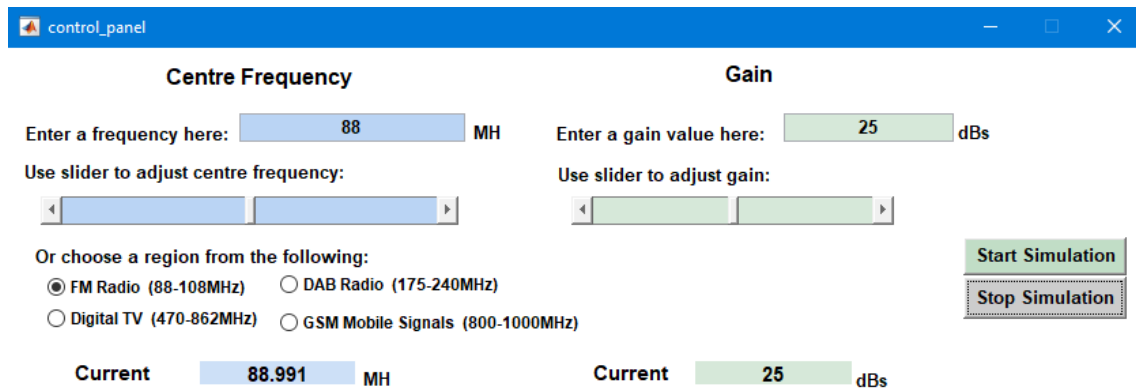 control_panel
Centre Frequency
Gain
Enter a frequency here: 88 MH
Enter a gain value here: 25 dBs
Use slider to adjust centre frequency:
Use slider to adjust gain:
Or choose a region from the following:
FM Radio (88-108MHz) DAB Radio (175-240MHz)
Digital TV (470-862MHz) GSM Mobile Signals (800-1000MHz)
Start Simulation
Stop Simulation
Current 88.991 MH
Current 25 dBs